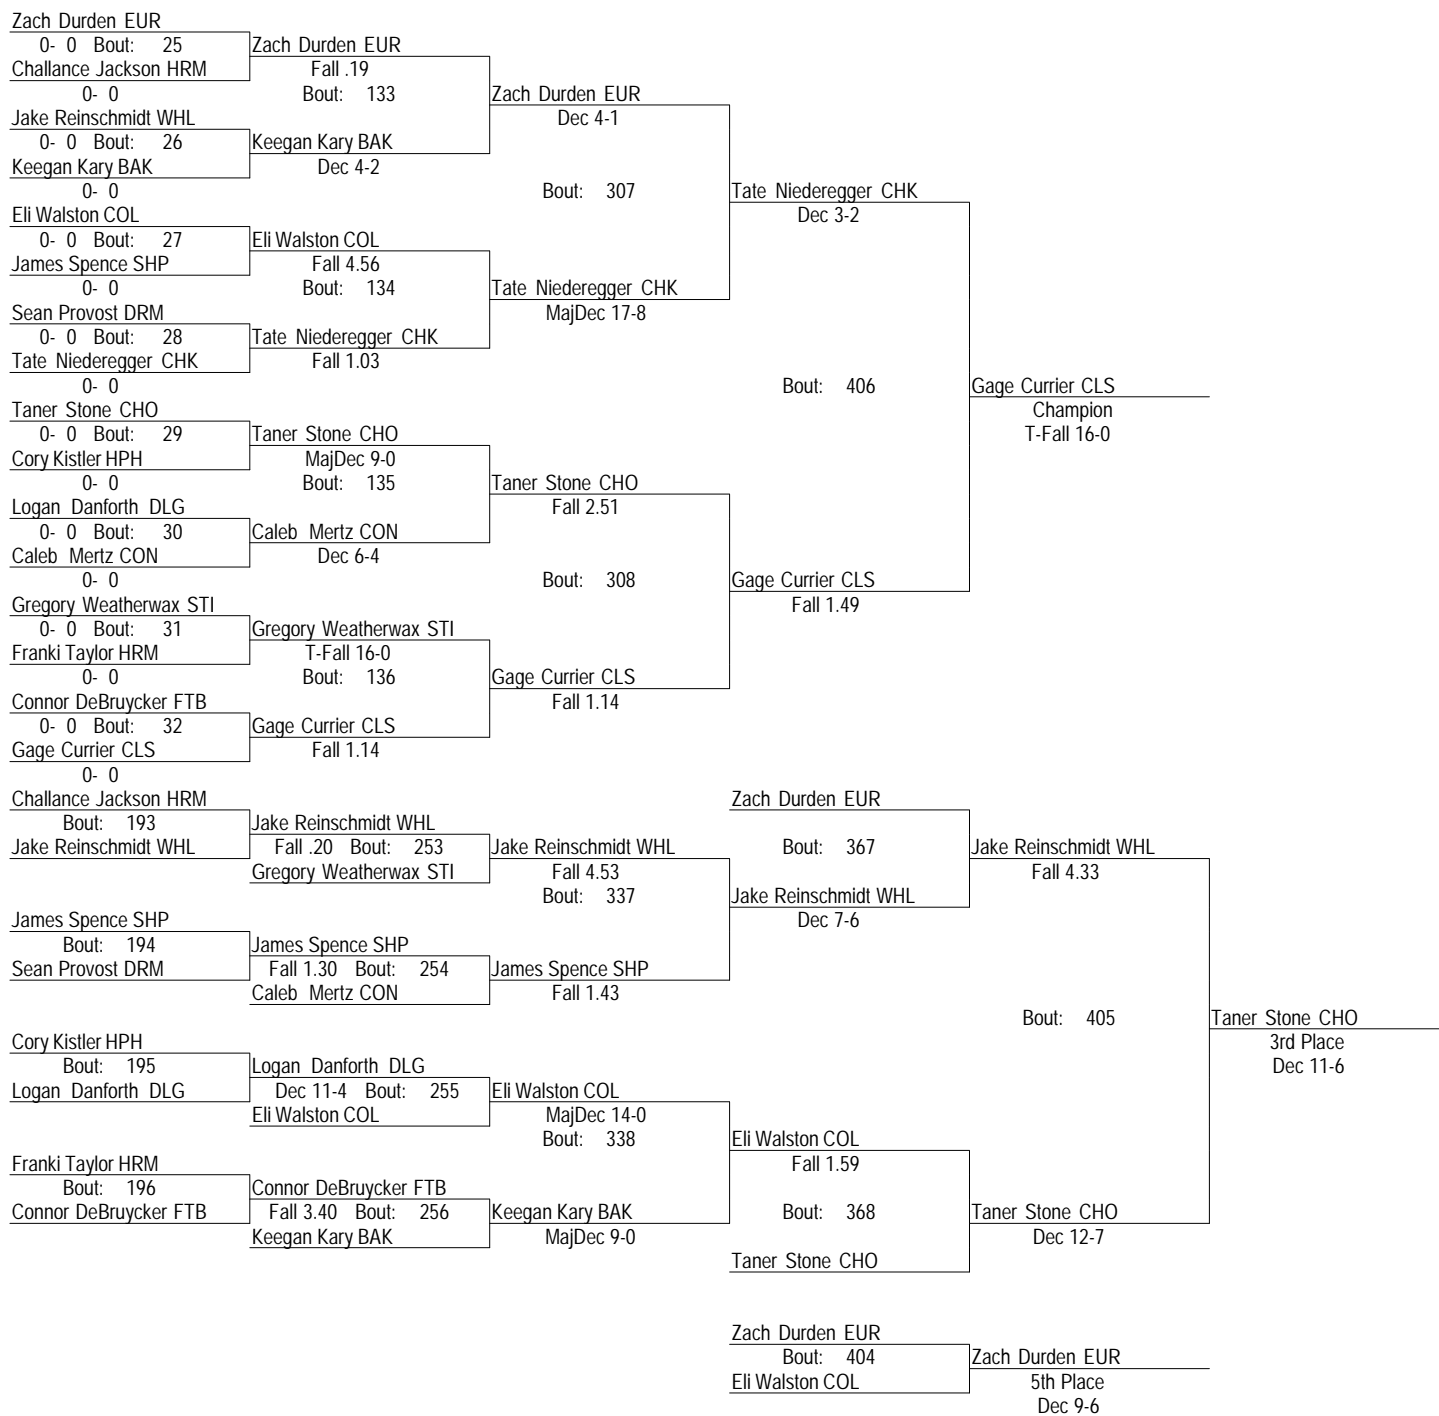 Zach Durden EUR
0- 0 Bout: 25 Zach Durden EUR
Challance Jackson HRM Fall .19
0- 0 Bout: 133 Zach Durden EUR
Jake Reinschmidt WHL Dec 4-1
0- 0 Bout: 26 Keegan Kary BAK
Keegan Kary BAK Dec 4-2
0- 0 Bout: 307 Tate Niederegger CHK
Eli Walston COL Dec 3-2
0- 0 Bout: 27 Eli Walston COL
James Spence SHP Fall 4.56
0- 0 Bout: 134 Tate Niederegger CHK
Sean Provost DRM MajDec 17-8
0- 0 Bout: 28 Tate Niederegger CHK
Tate Niederegger CHK Fall 1.03
0- 0 Bout: 406 Gage Currier CLS
Taner Stone CHO Champion
0- 0 Bout: 29 Taner Stone CHO T-Fall 16-0
Cory Kistler HPH MajDec 9-0
0- 0 Bout: 135 Taner Stone CHO
Logan Danforth DLG Fall 2.51
0- 0 Bout: 30 Caleb Mertz CON
Caleb Mertz CON Dec 6-4
0- 0 Bout: 308 Gage Currier CLS
Gregory Weatherwax STI Fall 1.49
0- 0 Bout: 31 Gregory Weatherwax STI
Franki Taylor HRM T-Fall 16-0
0- 0 Bout: 136 Gage Currier CLS
Connor DeBruycker FTB Fall 1.14
0- 0 Bout: 32 Gage Currier CLS
Gage Currier CLS Fall 1.14
0- 0
Challance Jackson HRM Zach Durden EUR
Bout: 193 Jake Reinschmidt WHL
Jake Reinschmidt WHL Fall .20 Bout: 253 Jake Reinschmidt WHL Bout: 367 Jake Reinschmidt WHL
Gregory Weatherwax STI Fall 4.53 Fall 4.33
Bout: 337 Jake Reinschmidt WHL
James Spence SHP Dec 7-6
Bout: 194 James Spence SHP
Sean Provost DRM Fall 1.30 Bout: 254 James Spence SHP
Caleb Mertz CON Fall 1.43
Bout: 405 Taner Stone CHO
Cory Kistler HPH 3rd Place
Bout: 195 Logan Danforth DLG Dec 11-6
Logan Danforth DLG Dec 11-4 Bout: 255 Eli Walston COL
Eli Walston COL MajDec 14-0
Bout: 338 Eli Walston COL
Franki Taylor HRM Fall 1.59
Bout: 196 Connor DeBruycker FTB
Connor DeBruycker FTB Fall 3.40 Bout: 256 Keegan Kary BAK Bout: 368 Taner Stone CHO
Keegan Kary BAK MajDec 9-0 Dec 12-7
Taner Stone CHO
Zach Durden EUR
Bout: 404 Zach Durden EUR
Eli Walston COL 5th Place
Dec 9-6